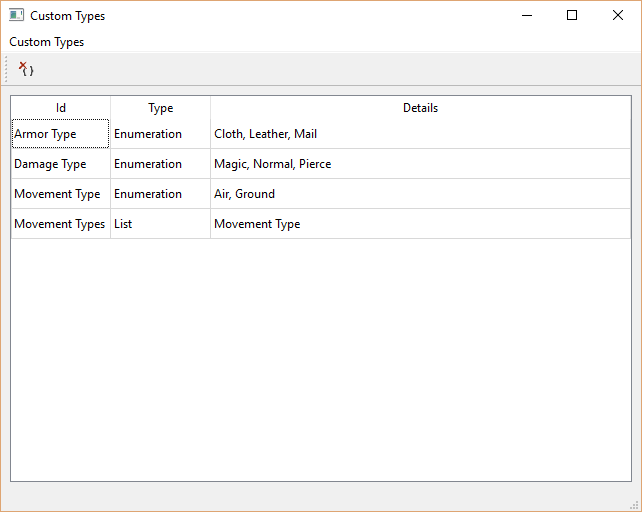 Custom Types
Custom Types
{ }
Id Type Details
Armor Type Enumeration Cloth, Leather, Mail
Damage Type Enumeration Magic, Normal, Pierce
Movement Type Enumeration Air, Ground
Movement Types List Movement Type